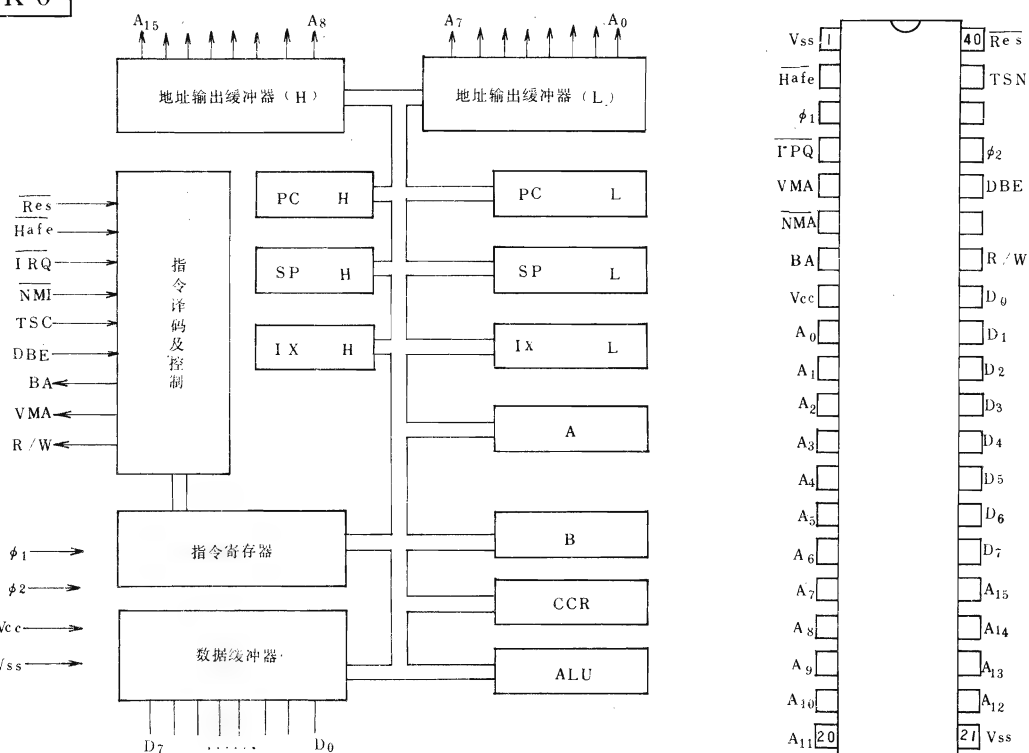 K 6
A15 A8 A7 A0
地址输出缓冲器（H） 地址输出缓冲器（L）
PC H PC L
SP H SP L
IX H Ix L
A
B
CCR
ALU
Res
Hafe
IRQ
NMI
TSC
DBE
BA
VMA
R/W
指令译码及控制
指令寄存器
数据缓冲器
ϕ1
ϕ2
Vcc
Vss
D7 ...... D0
Vss 1 40 Res
Hafe TSN
ϕ1
IPQ ϕ2
VMA DBE
NMA
BA R/W
Vcc D0
A0 D1
A1 D2
A2 D3
A3 D4
A4 D5
A5 D6
A6 D7
A7 A15
A8 A14
A9 A13
A10 A12
A11 20 21 Vss